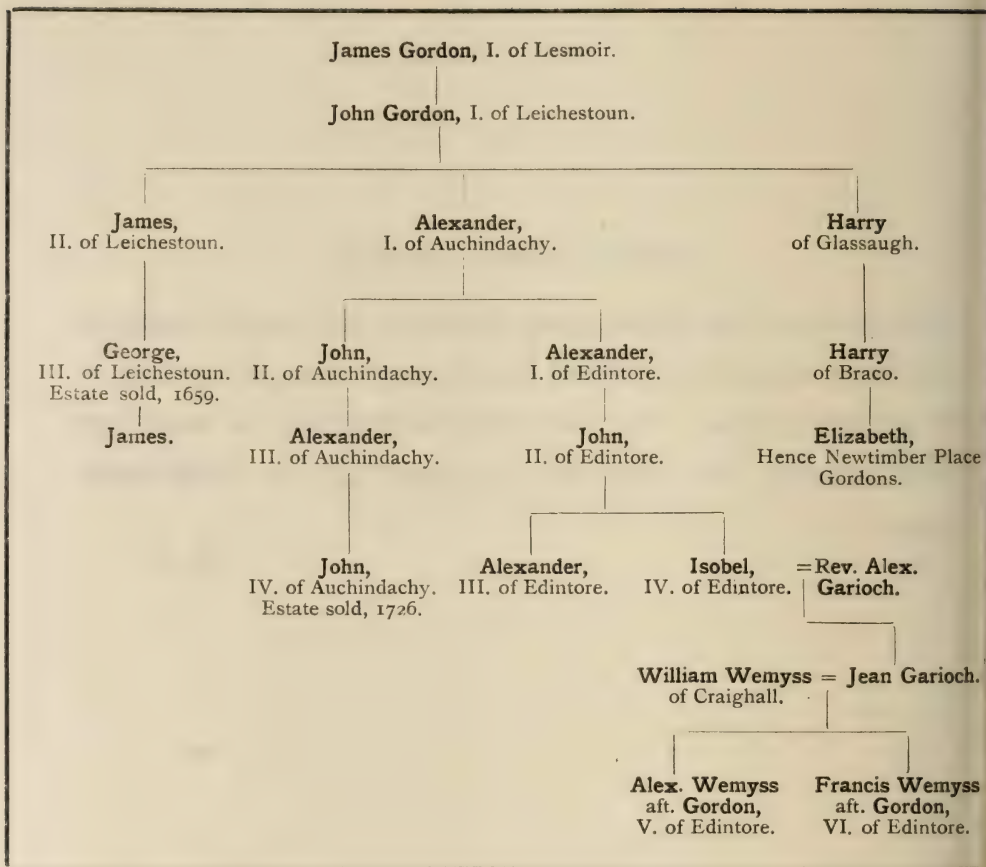 James Gordon, I. of Lesmoir.
John Gordon, I. of Leichestoun.
James,
II. of Leichestoun.
Alexander,
I. of Auchindachy.
Harry
of Glassaugh.
George,
III. of Leichestoun.
Estate sold, 1659.
John,
II. of Auchindachy.
Alexander,
I. of Edintore.
Harry
of Braco.
James.
Alexander,
III. of Auchindachy.
John,
II. of Edintore.
Elizabeth,
Hence Newtimber Place
Gordons.
John,
IV. of Auchindachy.
Estate sold, 1726.
Alexander,
III. of Edintore.
Isobel,
IV. of Edintore.
=Rev. Alex.
Garioch.
William Wemyss = Jean Garioch.
of Craighall.
Alex. Wemyss
aft. Gordon,
V. of Edintore.
Francis Wemyss
aft. Gordon,
VI. of Edintore.